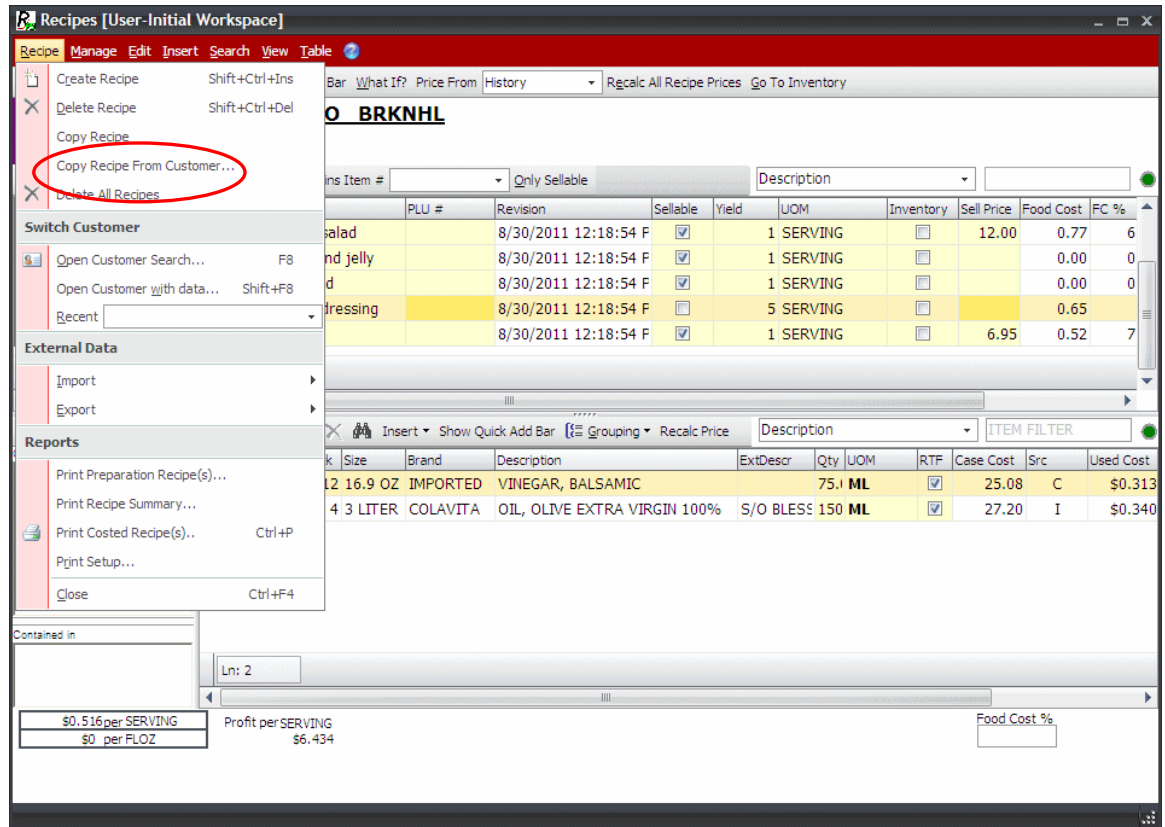 Recipes [User-Initial Workspace]
Recipe Manage Edit Insert Search View Table
Create Recipe Shift+Ctrl+Ins
Delete Recipe Shift+Ctrl+Del
Copy Recipe
Copy Recipe From Customer...
Delete All Recipes
Switch Customer
Open Customer Search... F8
Open Customer with data... Shift+F8
Recent
External Data
Import
Export
Reports
Print Preparation Recipe(s)...
Print Recipe Summary...
Print Costed Recipe(s).. Ctrl+P
Print Setup...
Close Ctrl+F4
Bar What If? Price From History Recalc All Recipe Prices Go To Inventory
O BRKNHL
ins Item # Only Sellable Description
PLU # Revision Sellable Yield UOM Inventory Sell Price Food Cost FC %
salad 8/30/2011 12:18:54 P 1 SERVING 12.00 0.77 6
nd jelly 8/30/2011 12:18:54 P 1 SERVING 0.00 0
d 8/30/2011 12:18:54 P 1 SERVING 0.00 0
dressing 8/30/2011 12:18:54 P 5 SERVING 0.65
8/30/2011 12:18:54 P 1 SERVING 6.95 0.52 7
Insert Show Quick Add Bar Grouping Recalc Price Description ITEM FILTER
k Size Brand Description ExtDescr Qty UOM RTF Case Cost Src Used Cost
12 16.9 OZ IMPORTED VINEGAR, BALSAMIC 75.( ML 25.08 C $0.313
4 3 LITER COLAVITA OIL, OLIVE EXTRA VIRGIN 100% S/O BLESS 150 ML 27.20 I $0.340
Contained in
Ln: 2
$0.516 per SERVING Profit per SERVING Food Cost %
$0 per FLOZ $6.434